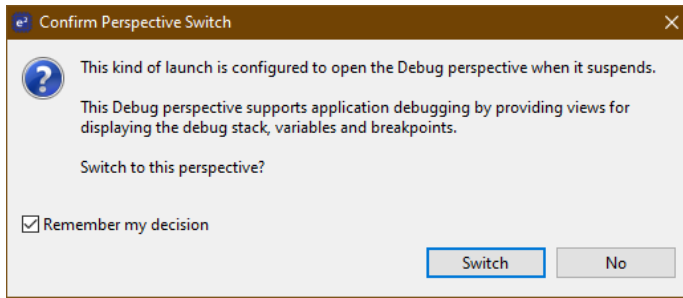 e² Confirm Perspective Switch
This kind of launch is configured to open the Debug perspective when it suspends.
This Debug perspective supports application debugging by providing views for
displaying the debug stack, variables and breakpoints.
Switch to this perspective?
Remember my decision
Switch No